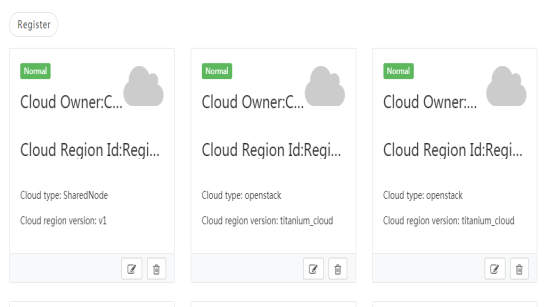 Register
Normal
Cloud Owner:C...
Cloud Region Id:Regi...
Cloud type: SharedNode
Cloud region version: v1
Normal
Cloud Owner:C...
Cloud Region Id:Regi...
Cloud type: openstack
Cloud region version: titanium_cloud
Normal
Cloud Owner:...
Cloud Region Id:Regi...
Cloud type: openstack
Cloud region version: titanium_cloud